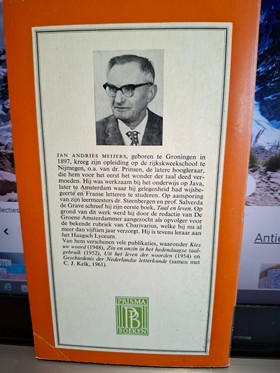 JAN ANDRIES MEIJERS, geboren te Groningen in
1897, kreeg zijn opleiding op de rijkskweekschool te
Nijmegen, o.a. van dr. Prinsen, de latere hoogleraar,
die hem voor het eerst het wonder der taal deed ver-
moeden. Hij was werkzaam bij het onderwijs op Java,
later te Amsterdam waar hij gelegenheid had wijsbe-
geerte en Franse letteren te studeren. Op aansporing
van zijn leermeesters dr. Steenbergen en prof. Salverda
de Grave schreef hij zijn eerste boek, Taal en leven. Op
grond van dit werk werd hij door de redactie van De
Groene Amsterdammer aangezocht als opvolger voor
de bekende rubriek van Charivarius, welke hij nu al
meer dan vijftien jaar verzorgt. Hij is tevens leraar aan
het Haagsch Lyceum.
Van hem verschenen vele publikaties, waaronder Kies
uw woord (1948), Zin en onzin in het hedendaagse taal-
gebruik (1952), Uit het leven der woorden (1954) en
Geschiedenis der Nederlandse letterkunde (samen met
C. J. Kelk, 1961).
PRISMA
PB
BOEKEN